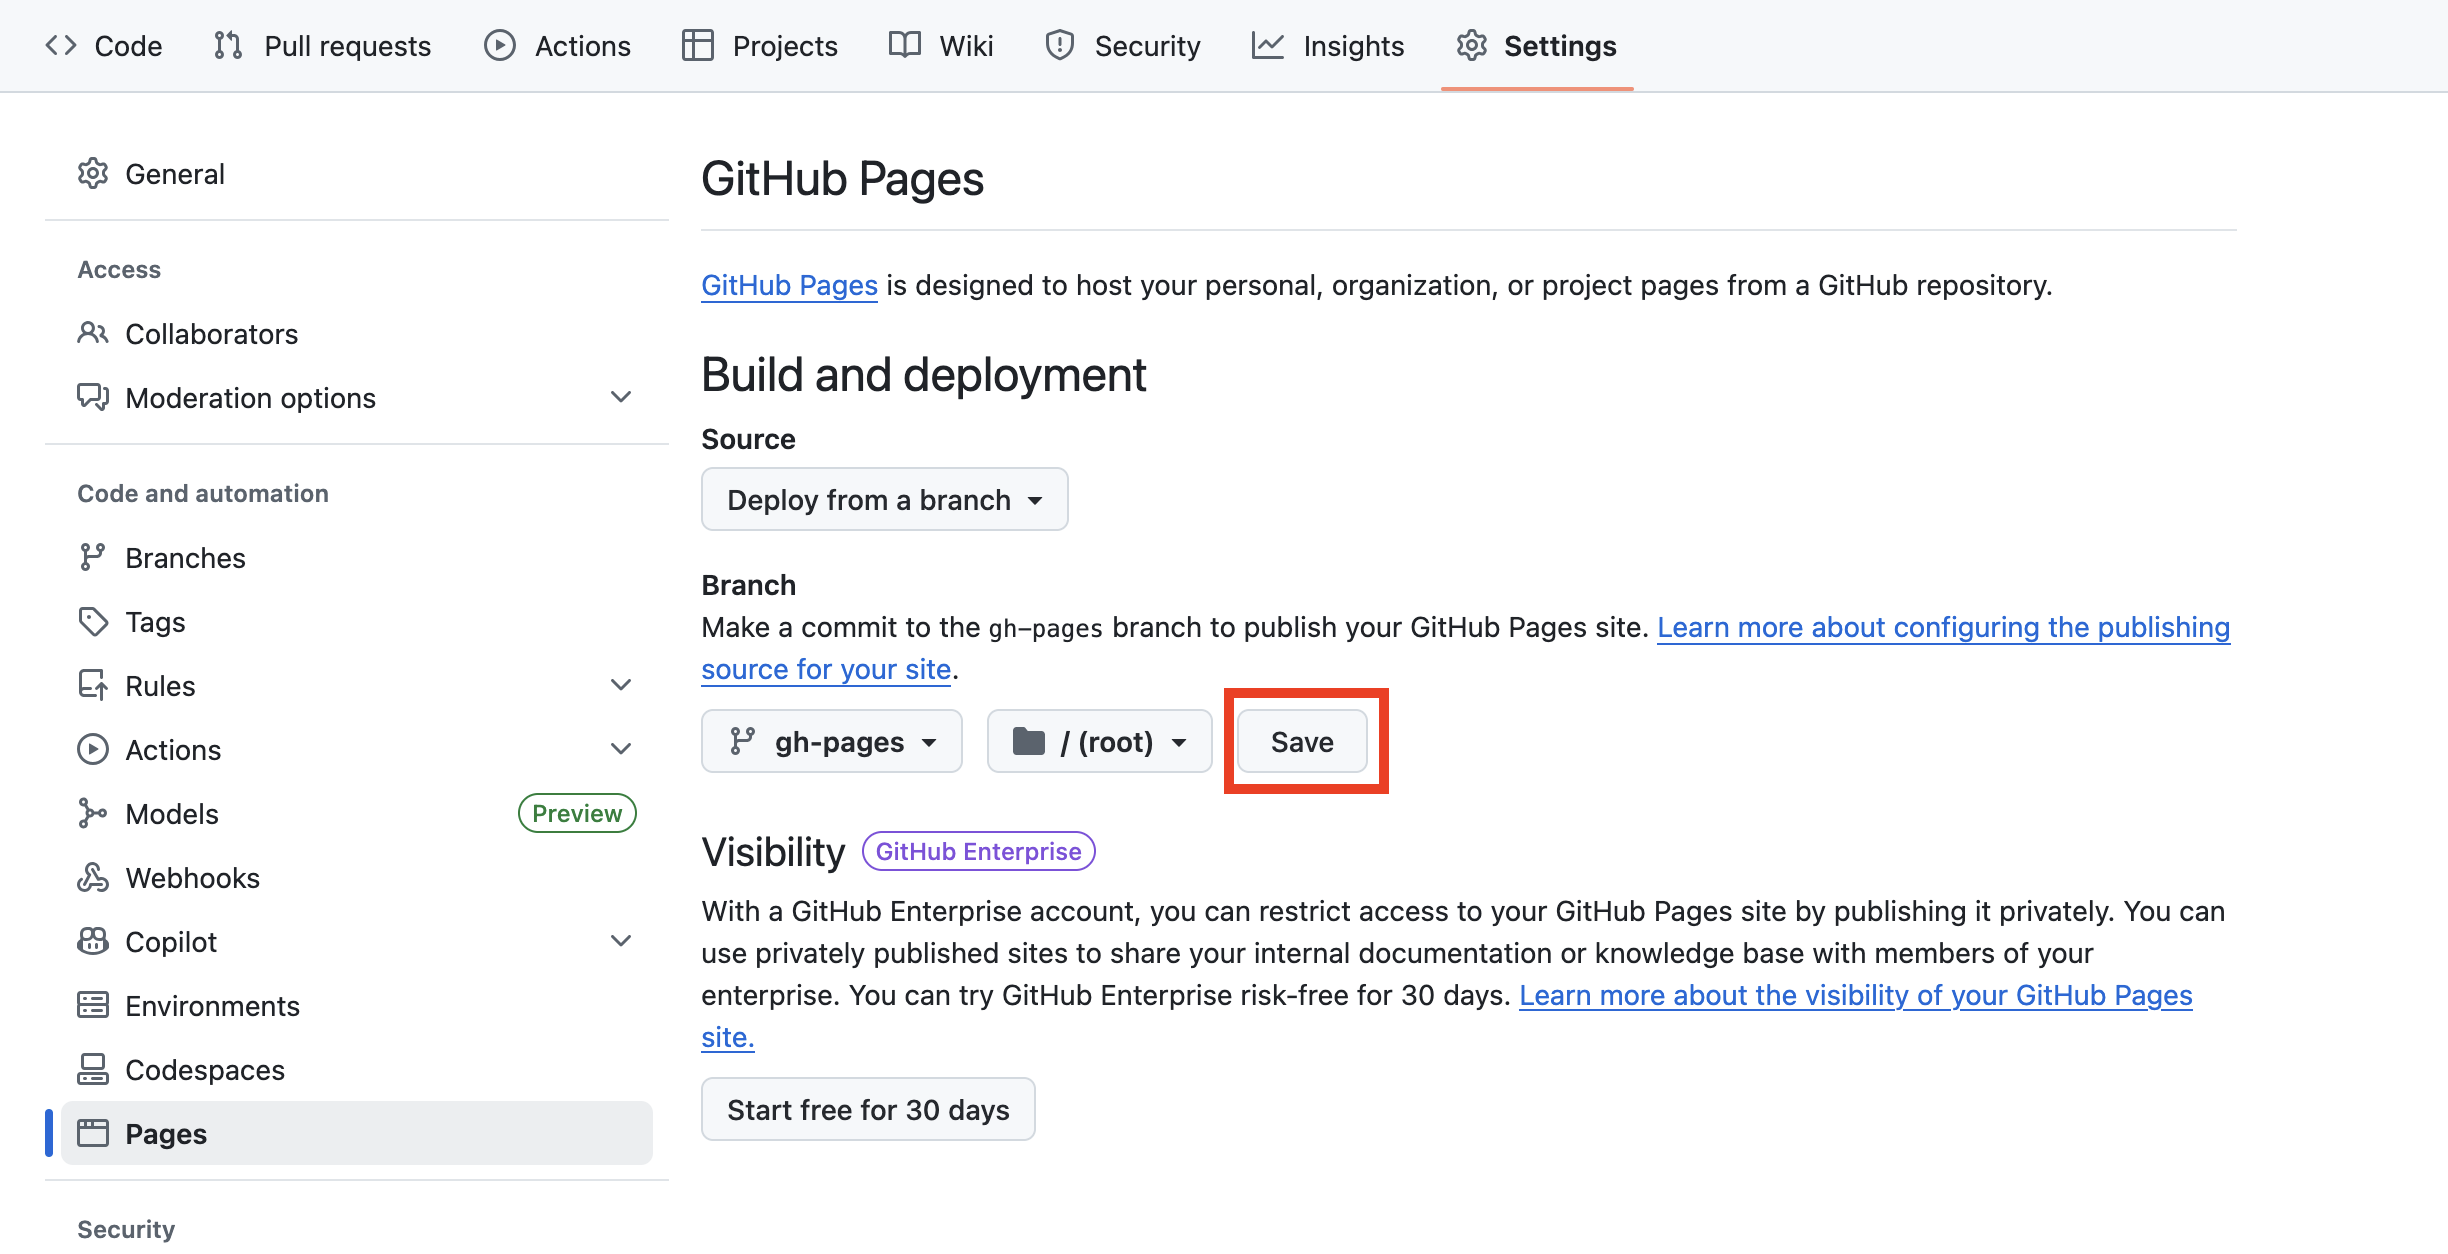 Code Pull requests Actions Projects Wiki Security Insights Settings
General
Access
Collaborators
Moderation options
Code and automation
Branches
Tags
Rules
Actions
Models Preview
Webhooks
Copilot
Environments
Codespaces
Pages
Security
GitHub Pages
GitHub Pages is designed to host your personal, organization, or project pages from a GitHub repository.
Build and deployment
Source
Deploy from a branch
Branch
Make a commit to the gh-pages branch to publish your GitHub Pages site. Learn more about configuring the publishing
source for your site.
gh-pages / (root) Save
Visibility GitHub Enterprise
With a GitHub Enterprise account, you can restrict access to your GitHub Pages site by publishing it privately. You can
use privately published sites to share your internal documentation or knowledge base with members of your
enterprise. You can try GitHub Enterprise risk-free for 30 days. Learn more about the visibility of your GitHub Pages
site.
Start free for 30 days